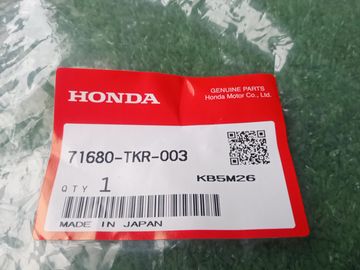 HONDA
GENUINE PARTS
Honda Motor Co., Ltd.
71680-TKR-003
QTY 1
KB5M26
MADE IN JAPAN